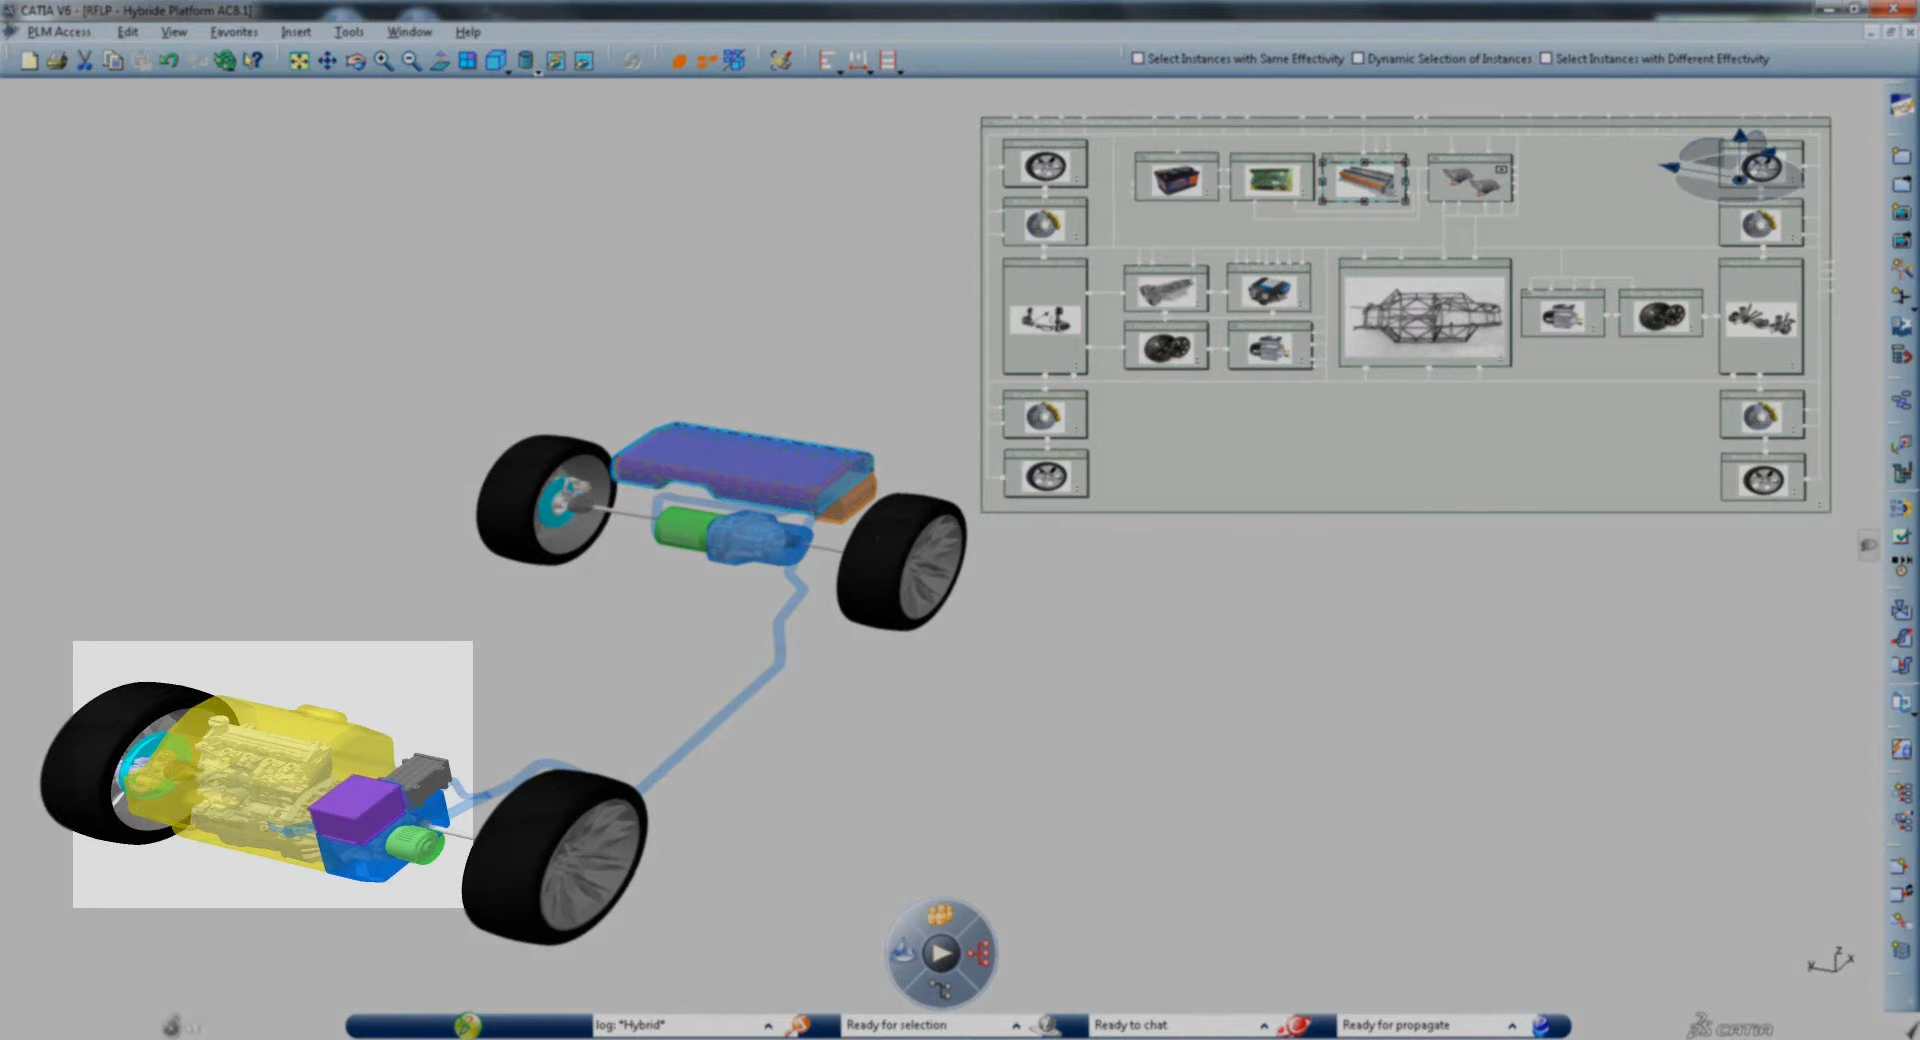 CATIA V6 - [RFLP - Hybride Platform AC8.1]
PLM Access Edit View Favorites Insert Tools Window Help
Select Instances with Same Effectivity Dynamic Selection of Instances Select Instances with Different Effectivity
z
y x
log: *Hybrid* Ready for selection Ready to chat Ready for propagate
CATIA